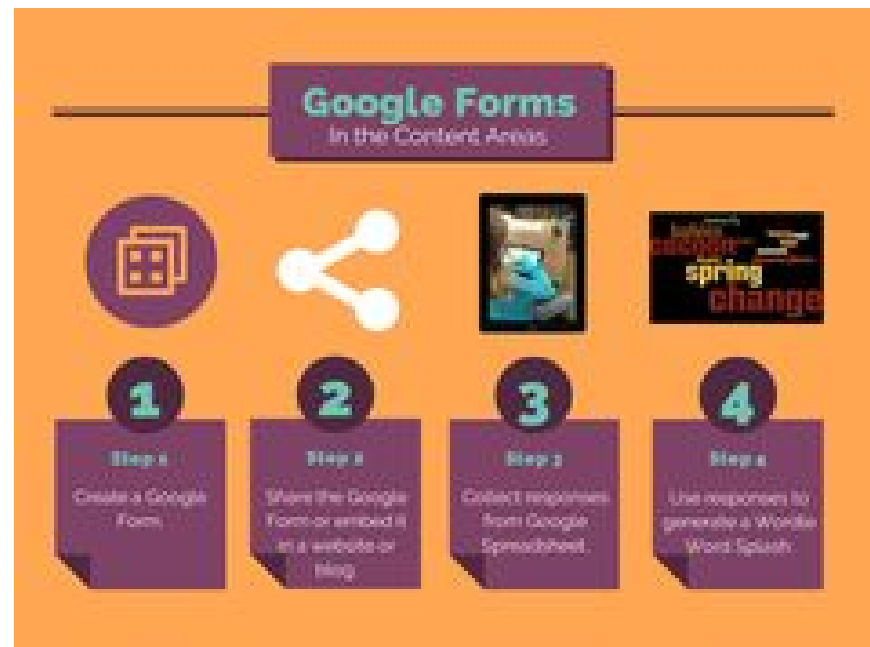 Google Forms
In the Content Areas
cocoon
spring
change
1
2
3
4
Step 1
Step 2
Step 3
Step 4
Create a Google
Form.
Share the Google
Form or embed it
in a website or
blog.
Collect responses
from Google
Spreadsheet.
Use responses to
generate a Wordle
Word Splash